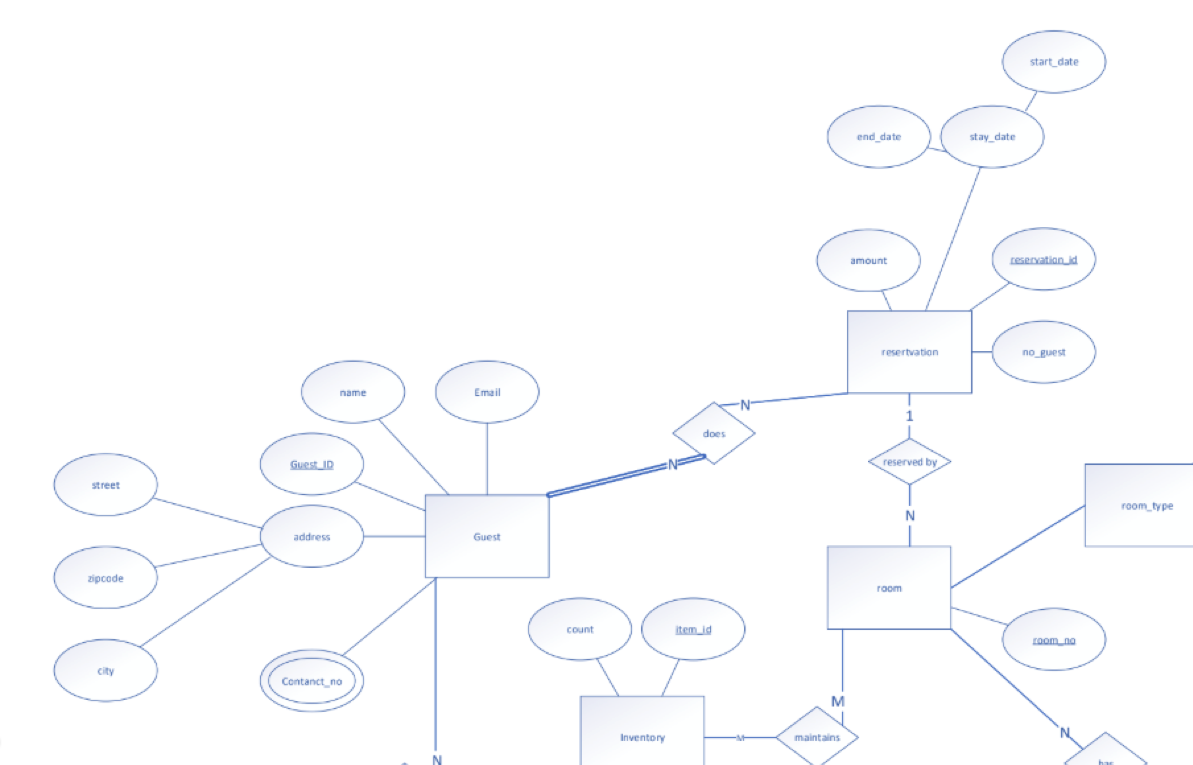 start_date
end_date
stay_date
amount
reservation_id
resertvation
no_guest
name
Email
N
does
1
Guest_ID
N
reserved by
street
room_type
N
address
Guest
zipcode
room
count
item_id
room_no
city
Contanct_no
M
N
Inventory
M
maintains
N
has